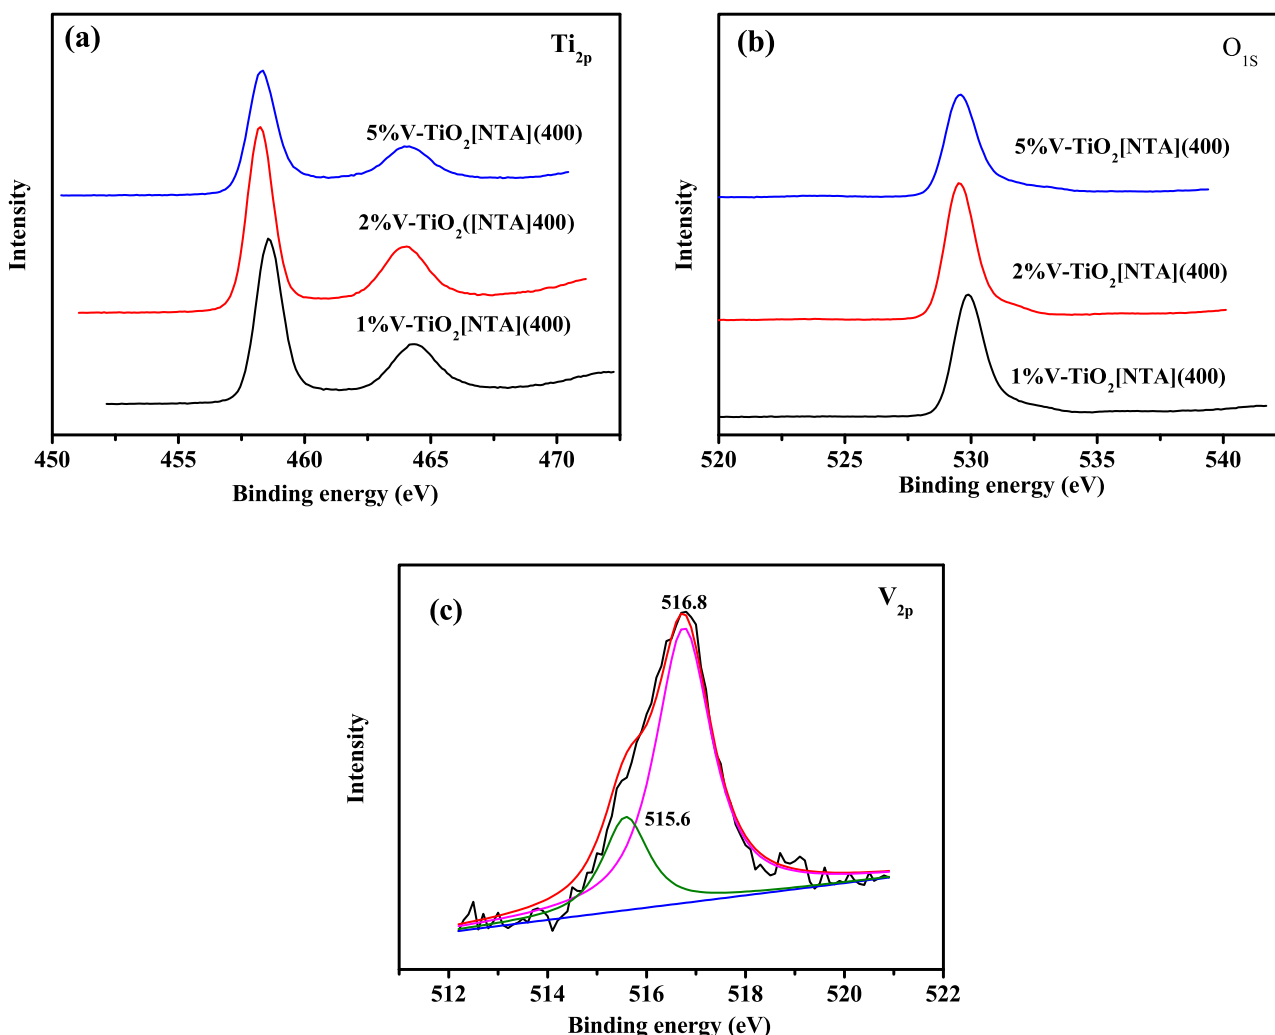 (a)
Ti2p
5%V-TiO2[NTA](400)
2%V-TiO2([NTA]400)
1%V-TiO2[NTA](400)
Intensity
450 455 460 465 470
Binding energy (eV)
(b)
O1S
5%V-TiO2[NTA](400)
2%V-TiO2[NTA](400)
1%V-TiO2[NTA](400)
Intensity
520 525 530 535 540
Binding energy (eV)
(c)
V2p
516.8
515.6
Intensity
512 514 516 518 520 522
Binding energy (eV)